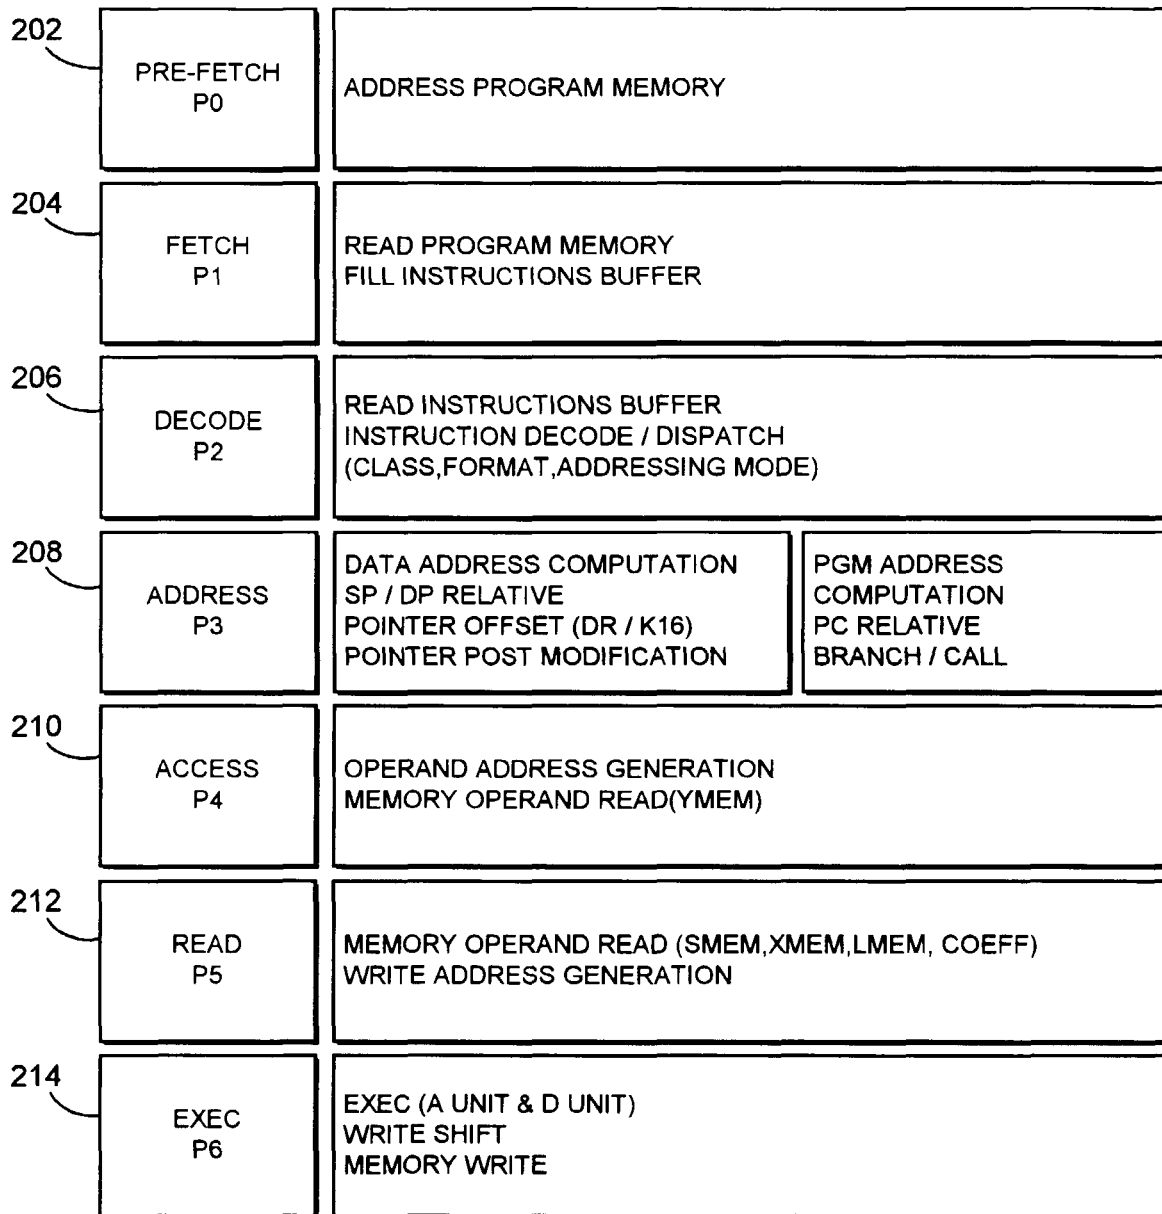 202
PRE-FETCH
P0
ADDRESS PROGRAM MEMORY
204
FETCH
P1
READ PROGRAM MEMORY
FILL INSTRUCTIONS BUFFER
206
DECODE
P2
READ INSTRUCTIONS BUFFER
INSTRUCTION DECODE / DISPATCH
(CLASS,FORMAT,ADDRESSING MODE)
208
ADDRESS
P3
DATA ADDRESS COMPUTATION
SP / DP RELATIVE
POINTER OFFSET (DR / K16)
POINTER POST MODIFICATION
PGM ADDRESS
COMPUTATION
PC RELATIVE
BRANCH / CALL
210
ACCESS
P4
OPERAND ADDRESS GENERATION
MEMORY OPERAND READ(YMEM)
212
READ
P5
MEMORY OPERAND READ (SMEM,XMEM,LMEM, COEFF)
WRITE ADDRESS GENERATION
214
EXEC
P6
EXEC (A UNIT & D UNIT)
WRITE SHIFT
MEMORY WRITE